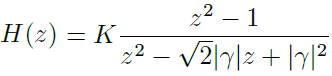 H(z) = K \frac{z^2 - 1}{z^2 - \sqrt{2}|\gamma|z + |\gamma|^2}